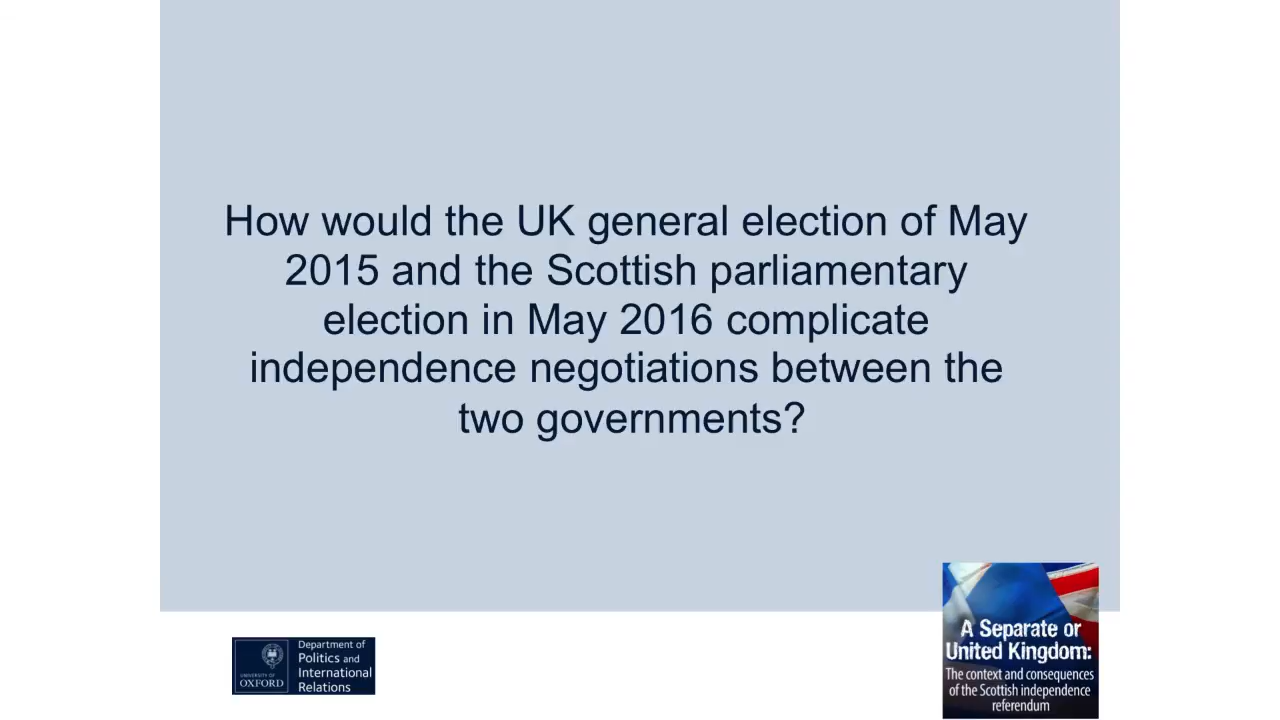 How would the UK general election of May
2015 and the Scottish parliamentary
election in May 2016 complicate
independence negotiations between the
two governments?
UNIVERSITY OF
OXFORD
Department of
Politics and
International
Relations
A Separate or
United Kingdom:
The context and consequences
of the Scottish independence
referendum